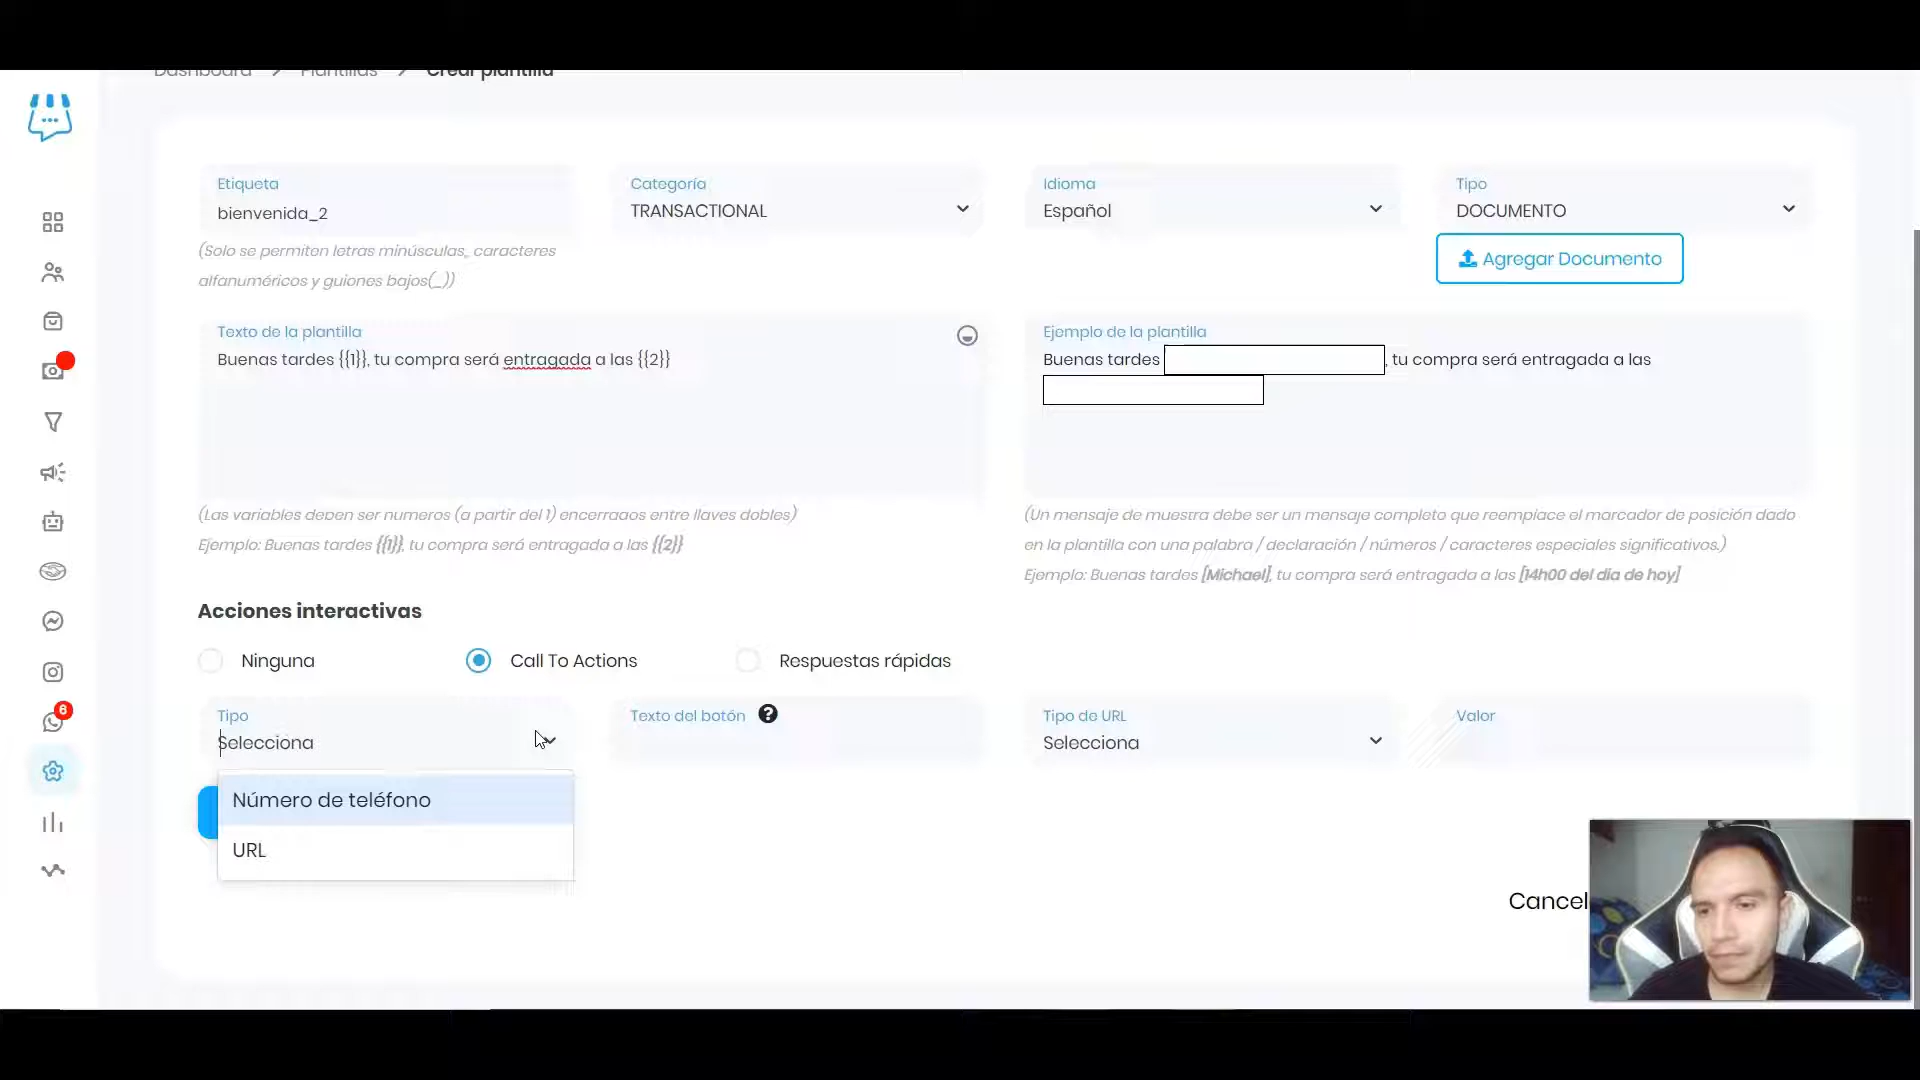 Dashboard > Plantillas > Crear plantilla
Etiqueta
bienvenida_2
(Solo se permiten letras minúsculas, caracteres
alfanuméricos y guiones bajos(_))
Categoría
TRANSACTIONAL
Idioma
Español
Tipo
DOCUMENTO
Agregar Documento
Texto de la plantilla
Buenas tardes {{1}}, tu compra será entragada a las {{2}}
(Las variables deben ser números (a partir del 1) encerrados entre llaves dobles)
Ejemplo: Buenas tardes {{1}}, tu compra será entragada a las {{2}}
Ejemplo de la plantilla
Buenas tardes , tu compra será entragada a las
(Un mensaje de muestra debe ser un mensaje completo que reemplace el marcador de posición dado
en la plantilla con una palabra / declaración / números / caracteres especiales significativos.)
Ejemplo: Buenas tardes [Michael], tu compra será entragada a las [14h00 del dia de hoy]
Acciones interactivas
Ninguna
Call To Actions
Respuestas rápidas
Tipo
Selecciona
Número de teléfono
URL
Texto del botón ?
Tipo de URL
Selecciona
Valor
6
Cancel